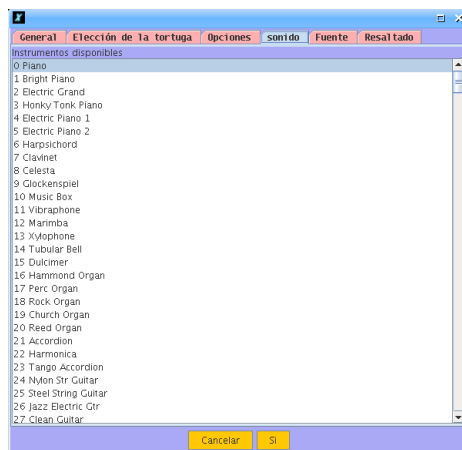 General Elección de la tortuga Opciones sonido Fuente Resaltado
Instrumentos disponibles
0 Piano
1 Bright Piano
2 Electric Grand
3 Honky Tonk Piano
4 Electric Piano 1
5 Electric Piano 2
6 Harpsichord
7 Clavinet
8 Celesta
9 Glockenspiel
10 Music Box
11 Vibraphone
12 Marimba
13 Xylophone
14 Tubular Bell
15 Dulcimer
16 Hammond Organ
17 Perc Organ
18 Rock Organ
19 Church Organ
20 Reed Organ
21 Accordion
22 Harmonica
23 Tango Accordion
24 Nylon Str Guitar
25 Steel String Guitar
26 Jazz Electric Gtr
27 Clean Guitar
Cancelar Si